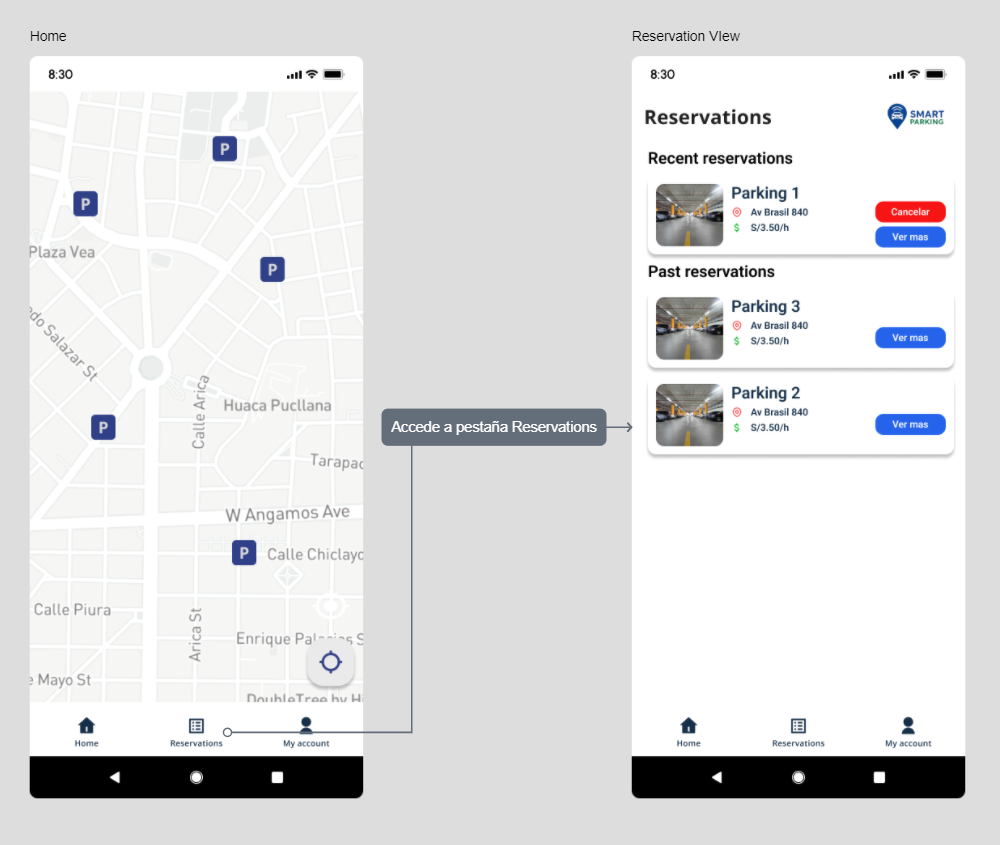 Home
8:30
P
P
Plaza Vea
P
do Salazar St
Calle Arica
Huaca Pucllana
P
Tarapac
W Angamos Ave
P
Calle Chiclayo
Calle Piura
Arica St
Enrique Palacios S
e Mayo St
DoubleTree by Hi
Home
Reservations
My account
Accede a pestaña Reservations
Reservation VIew
8:30
Reservations
SMART
PARKING
Recent reservations
Parking 1
Av Brasil 840
$ S/3.50/h
Cancelar
Ver mas
Past reservations
Parking 3
Av Brasil 840
$ S/3.50/h
Ver mas
Parking 2
Av Brasil 840
$ S/3.50/h
Ver mas
Home
Reservations
My account